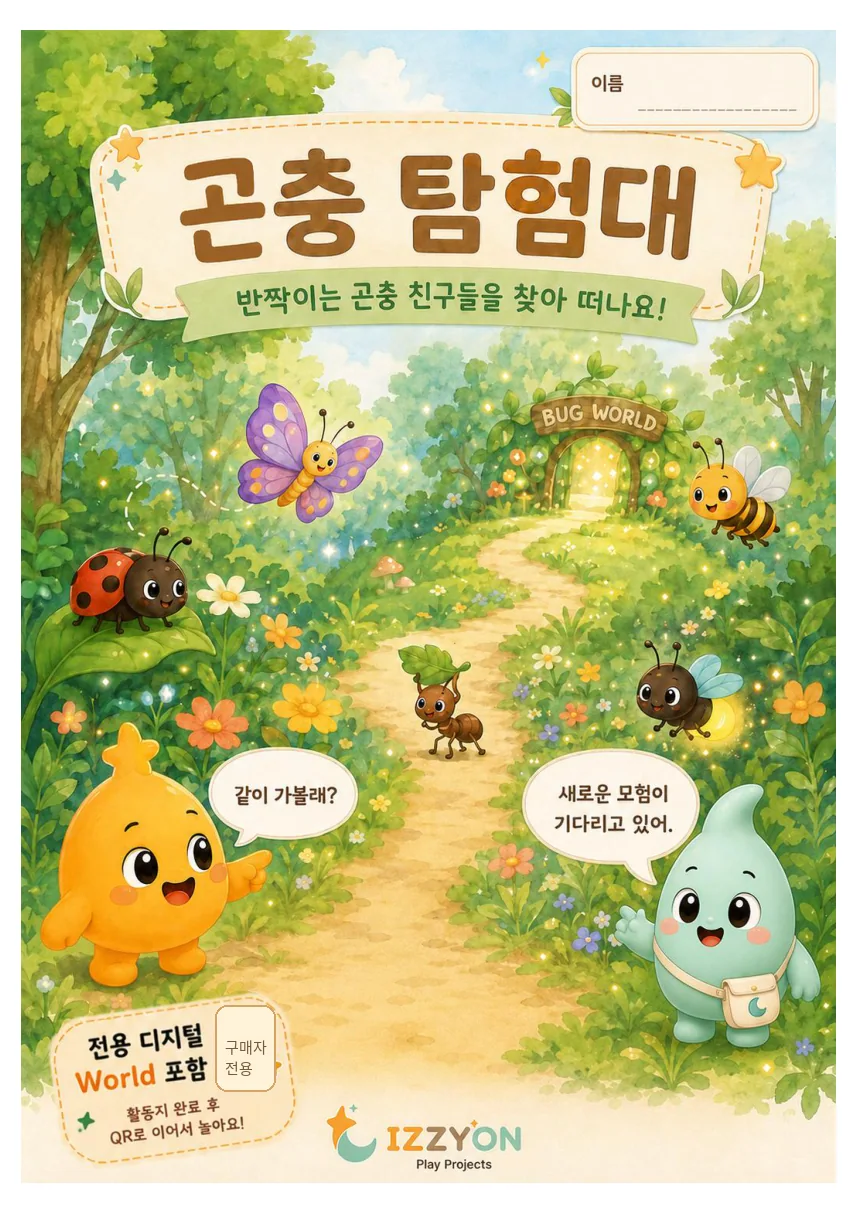 이름
곤충 탐험대
반짝이는 곤충 친구들을 찾아 떠나요!
BUG WORLD
같이 가볼래?
새로운 모험이
기다리고 있어.
전용 디지털
World 포함
구매자
전용
활동지 완료 후
QR로 이어서 놀아요!
IZZYON
Play Projects